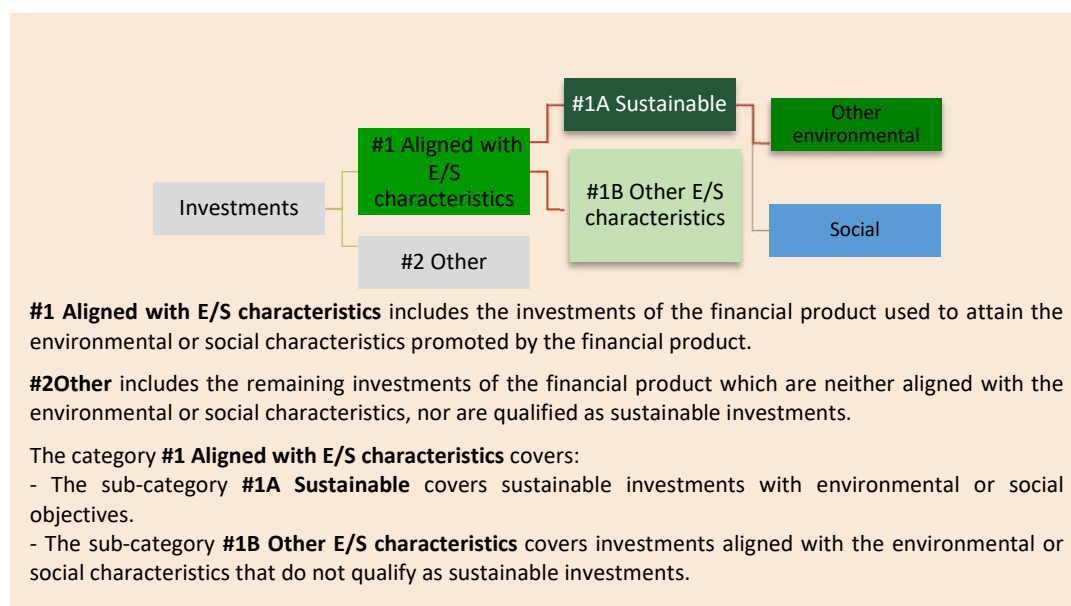 Investments
#1 Aligned with
E/S
characteristics
#2 Other
#1A Sustainable
#1B Other E/S
characteristics
Other
environmental
Social
#1 Aligned with E/S characteristics includes the investments of the financial product used to attain the
environmental or social characteristics promoted by the financial product.
#2Other includes the remaining investments of the financial product which are neither aligned with the
environmental or social characteristics, nor are qualified as sustainable investments.
The category #1 Aligned with E/S characteristics covers:
- The sub-category #1A Sustainable covers sustainable investments with environmental or social
objectives.
- The sub-category #1B Other E/S characteristics covers investments aligned with the environmental or
social characteristics that do not qualify as sustainable investments.